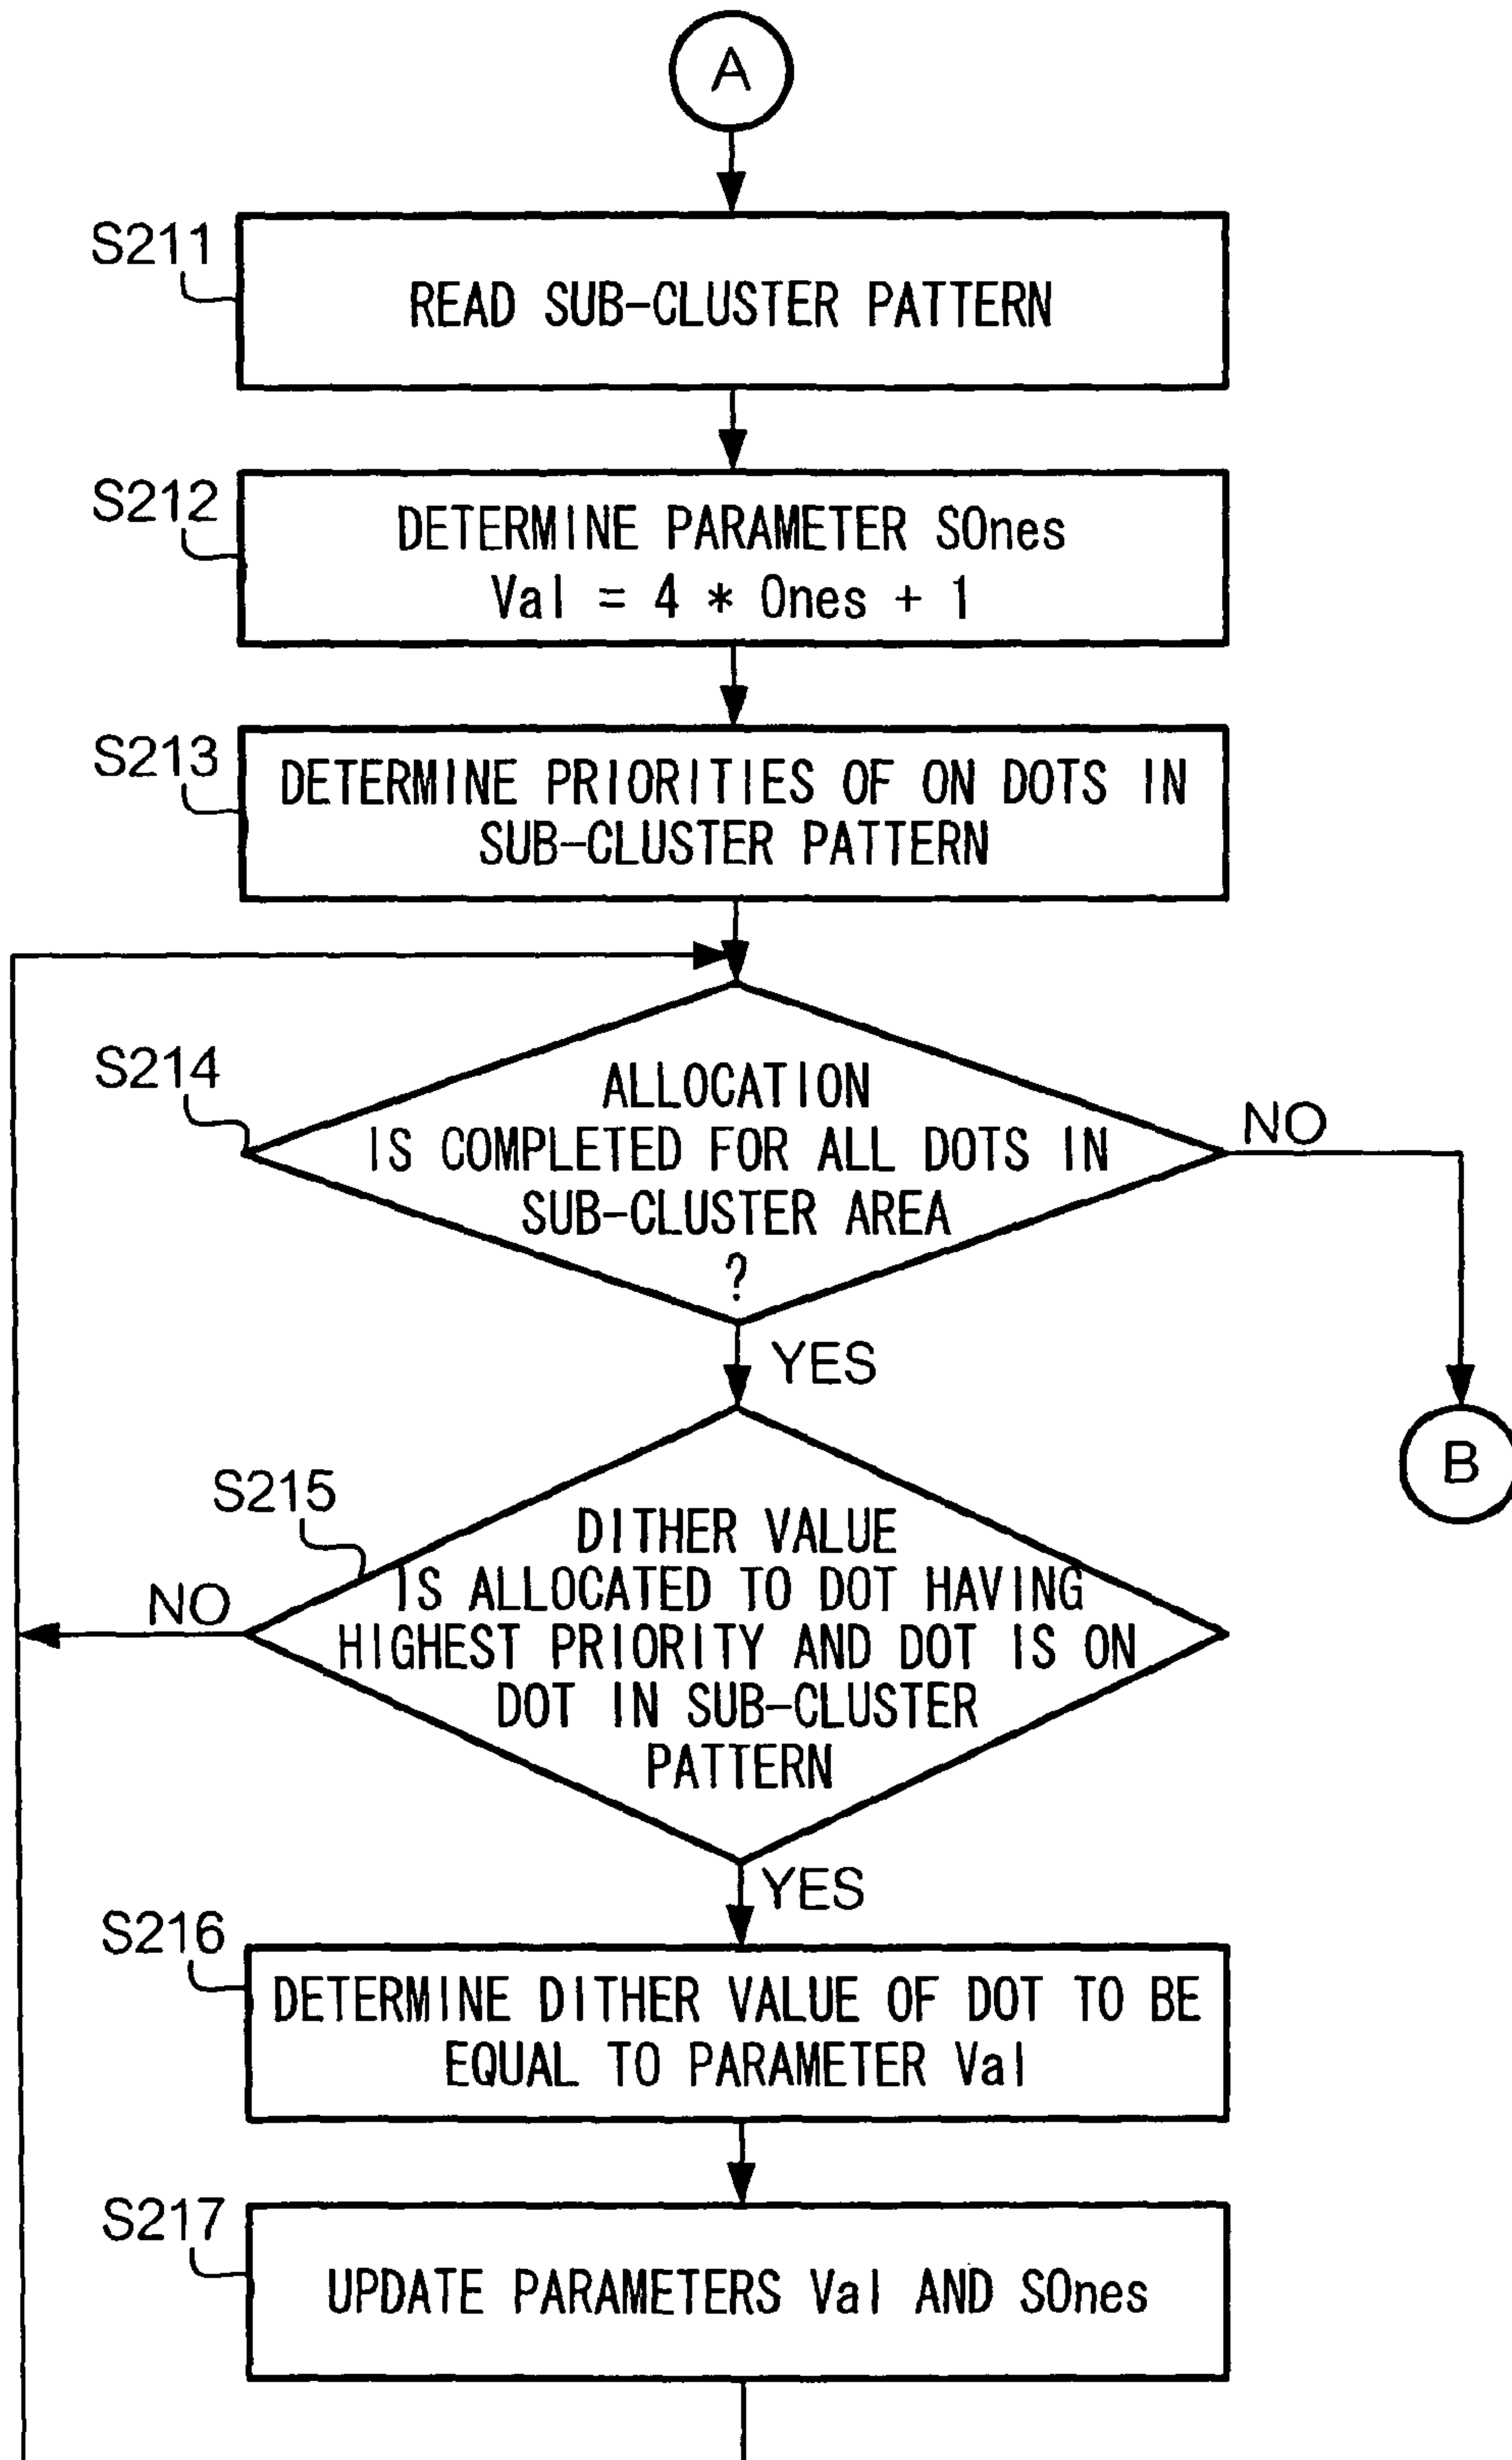 A
S211
READ SUB-CLUSTER PATTERN
S212
DETERMINE PARAMETER SOnes
Val = 4 * Ones + 1
S213
DETERMINE PRIORITIES OF ON DOTS IN
SUB-CLUSTER PATTERN
S214
ALLOCATION
IS COMPLETED FOR ALL DOTS IN
SUB-CLUSTER AREA
?
NO
YES
B
S215
DITHER VALUE
IS ALLOCATED TO DOT HAVING
HIGHEST PRIORITY AND DOT IS ON
DOT IN SUB-CLUSTER
PATTERN
NO
YES
S216
DETERMINE DITHER VALUE OF DOT TO BE
EQUAL TO PARAMETER Val
S217
UPDATE PARAMETERS Val AND SOnes